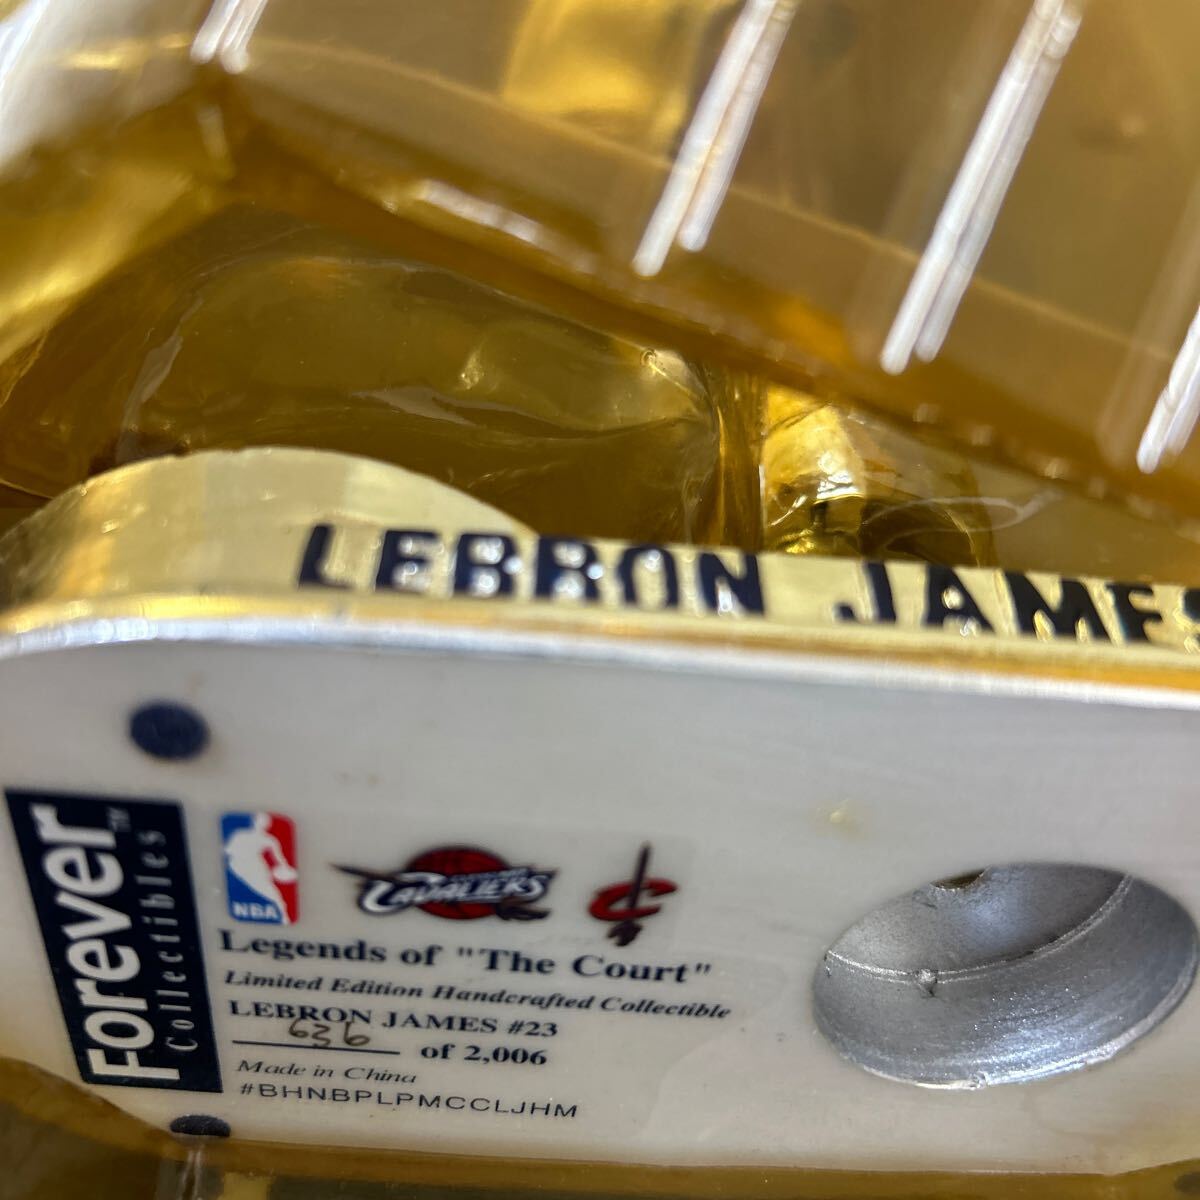 LEBRON JAMES
Forever™
Collectibles
NBA
CAVALIERS
Legends of "The Court"
Limited Edition Handcrafted Collectible
LEBRON JAMES #23
636 of 2,006
Made in China
#BHNBPLPMCCLJHM